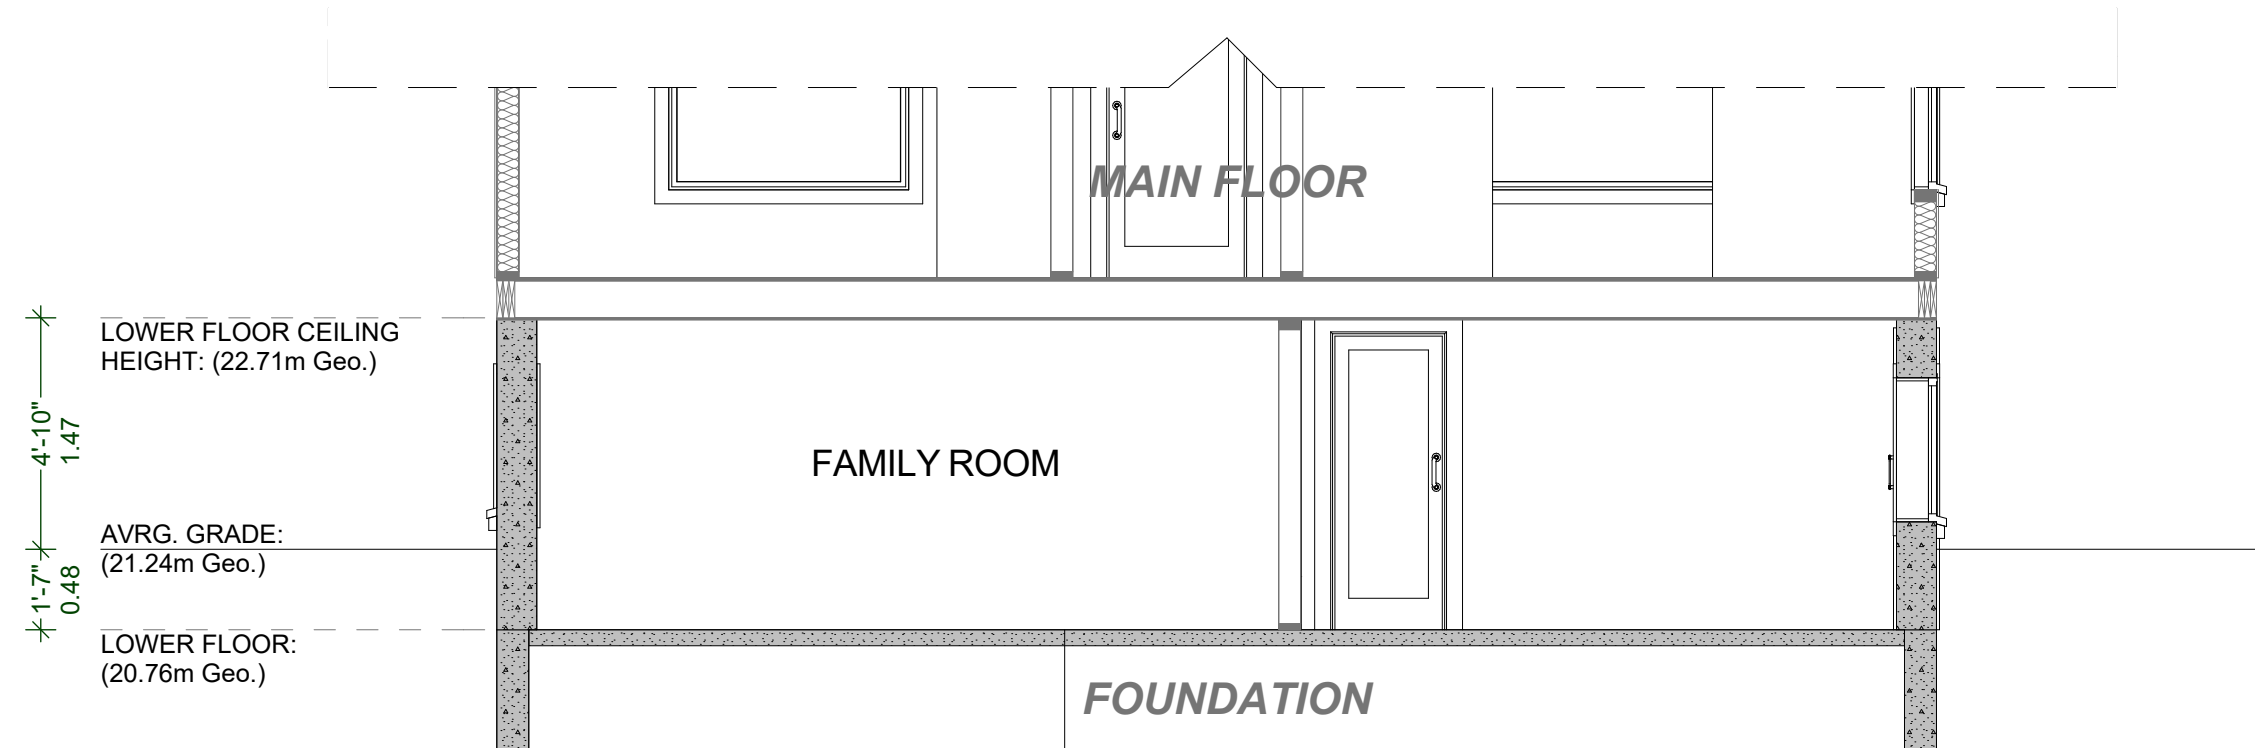 MAIN FLOOR
LOWER FLOOR CEILING
HEIGHT: (22.71m Geo.)
4'-10"
1.47
FAMILY ROOM
AVRG. GRADE:
(21.24m Geo.)
1'-7"
0.48
LOWER FLOOR:
(20.76m Geo.)
FOUNDATION